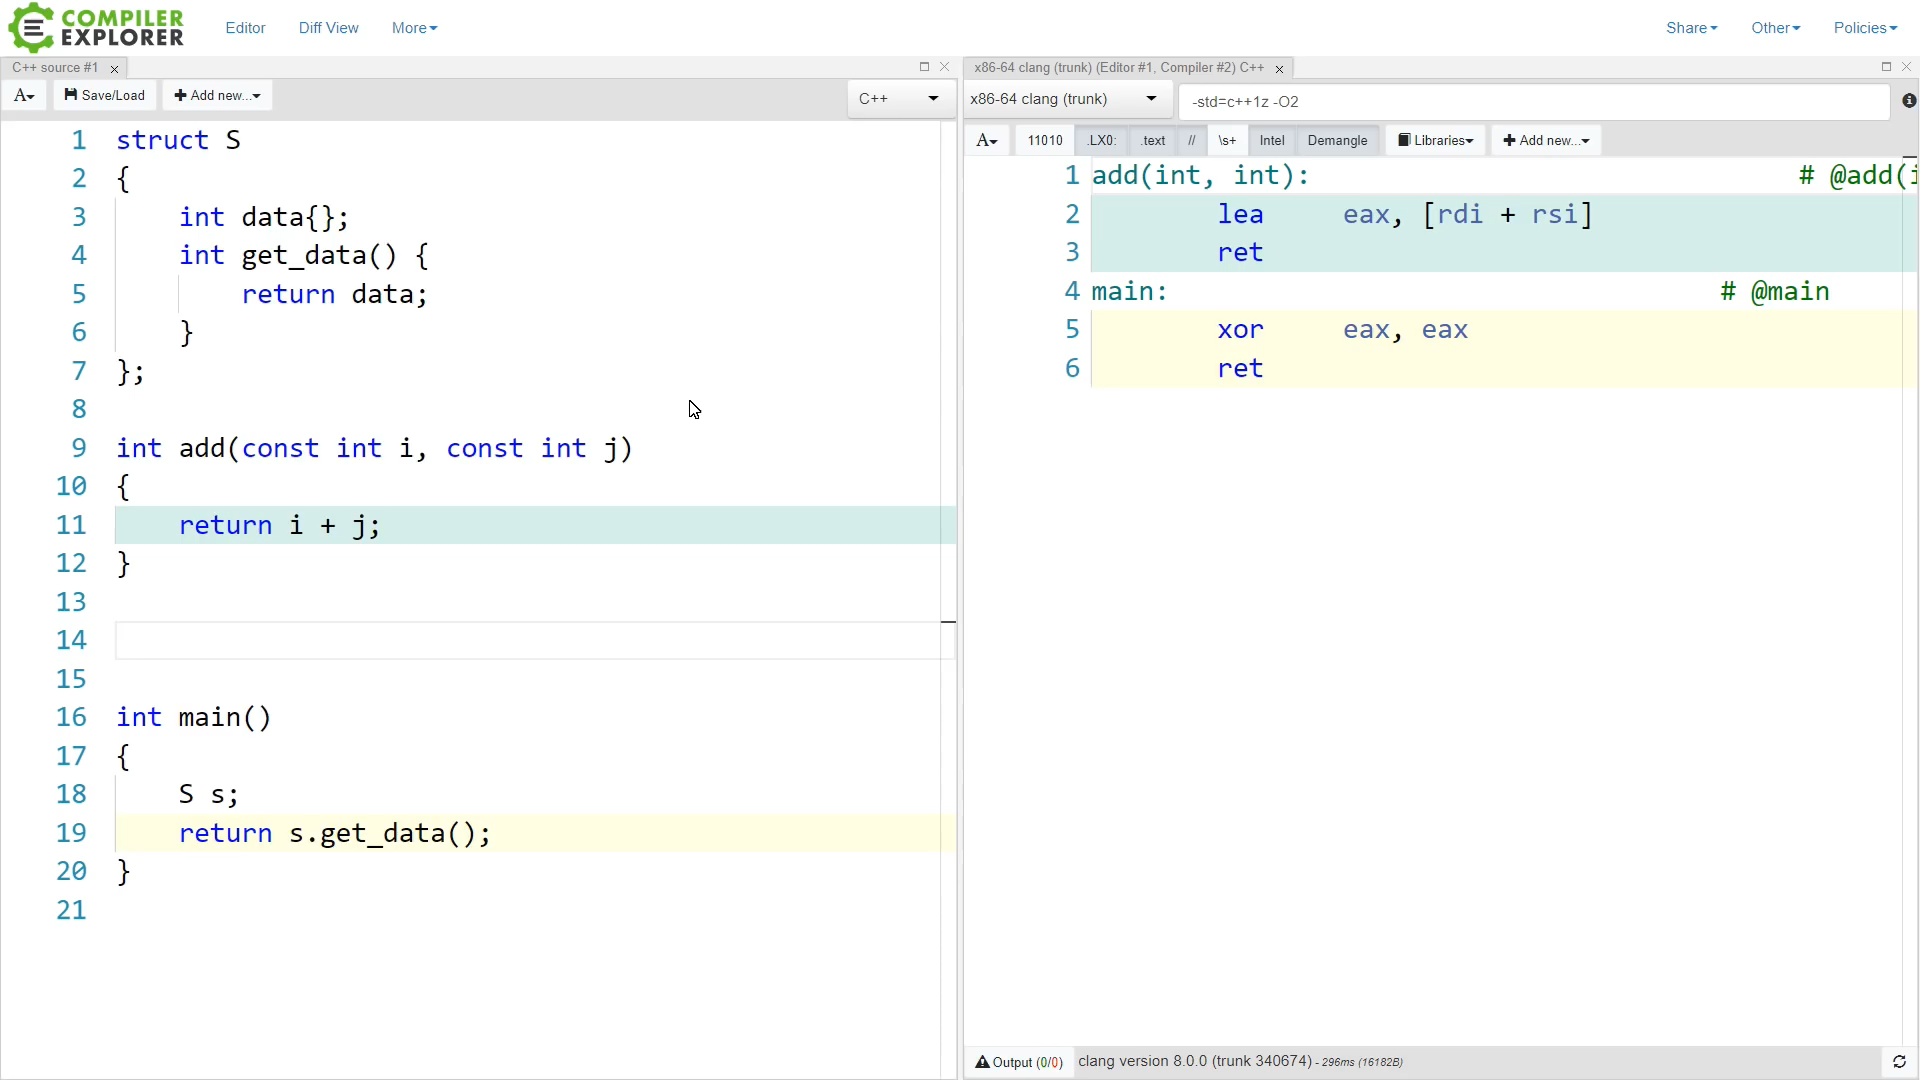 COMPILER
EXPLORER
Editor
Diff View
More
Share
Other
Policies
C++ source #1
A
Save/Load
+ Add new...
C++
1 struct S
2 {
3 int data{};
4 int get_data() {
5 return data;
6 }
7 };
8
9 int add(const int i, const int j)
10 {
11 return i + j;
12 }
13
14
15
16 int main()
17 {
18 S s;
19 return s.get_data();
20 }
21
x86-64 clang (trunk) (Editor #1, Compiler #2) C++
x86-64 clang (trunk)
-std=c++1z -O2
A
11010
.LX0:
.text
//
\s+
Intel
Demangle
Libraries
+ Add new...
1 add(int, int): # @add(i
2 lea eax, [rdi + rsi]
3 ret
4 main: # @main
5 xor eax, eax
6 ret
Output (0/0) clang version 8.0.0 (trunk 340674) - 296ms (16182B)